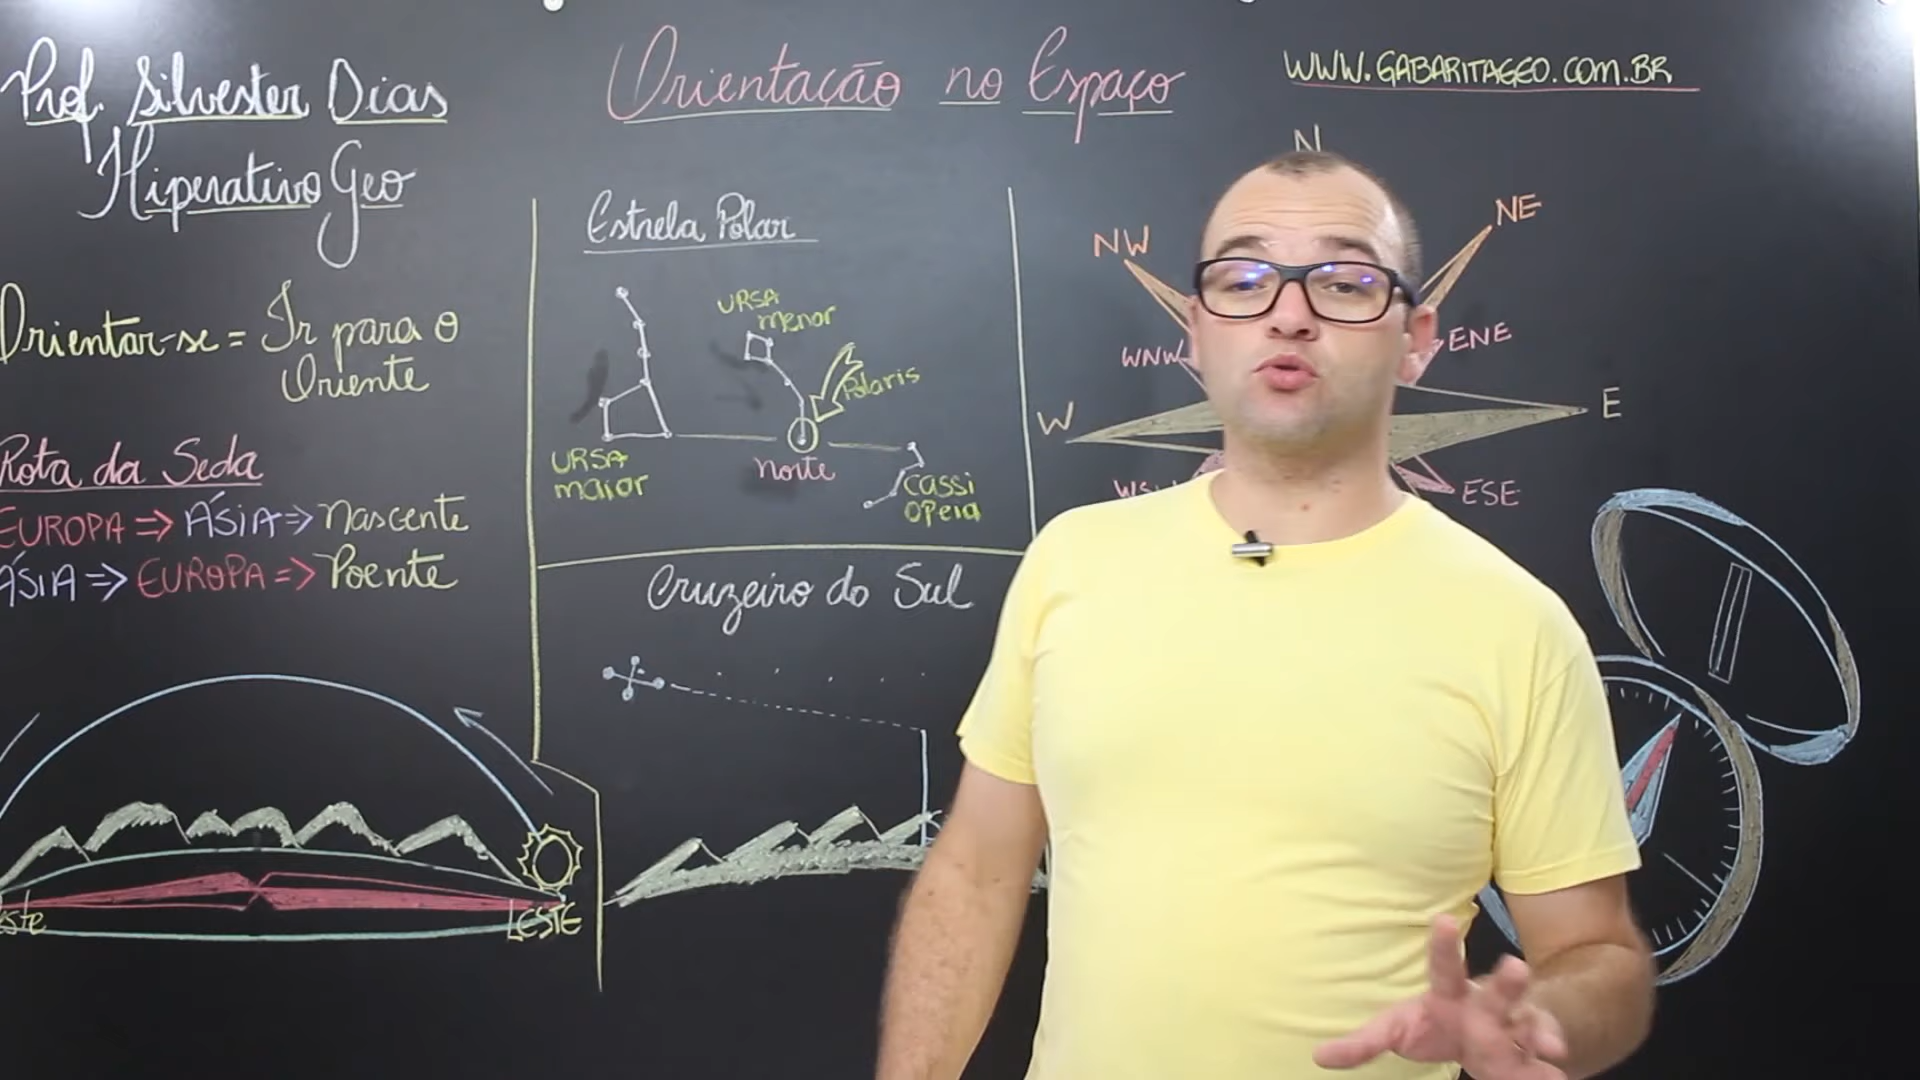 Prof. Silvester Dias
Hiperativo Geo
Orientar-se = Ir para o
Oriente
Rota da Seda
EUROPA => ÁSIA => Nascente
ÁSIA => EUROPA => Poente
LESTE
Orientação no Espaço
Estrela Polar
URSA
menor
Polaris
URSA
maior
norte
CASSI
OPEIA
Cruzeiro do Sul
WWW.GABARITAGEO.COM.BR
N
NE
NW
WNW
ENE
W
E
ESE